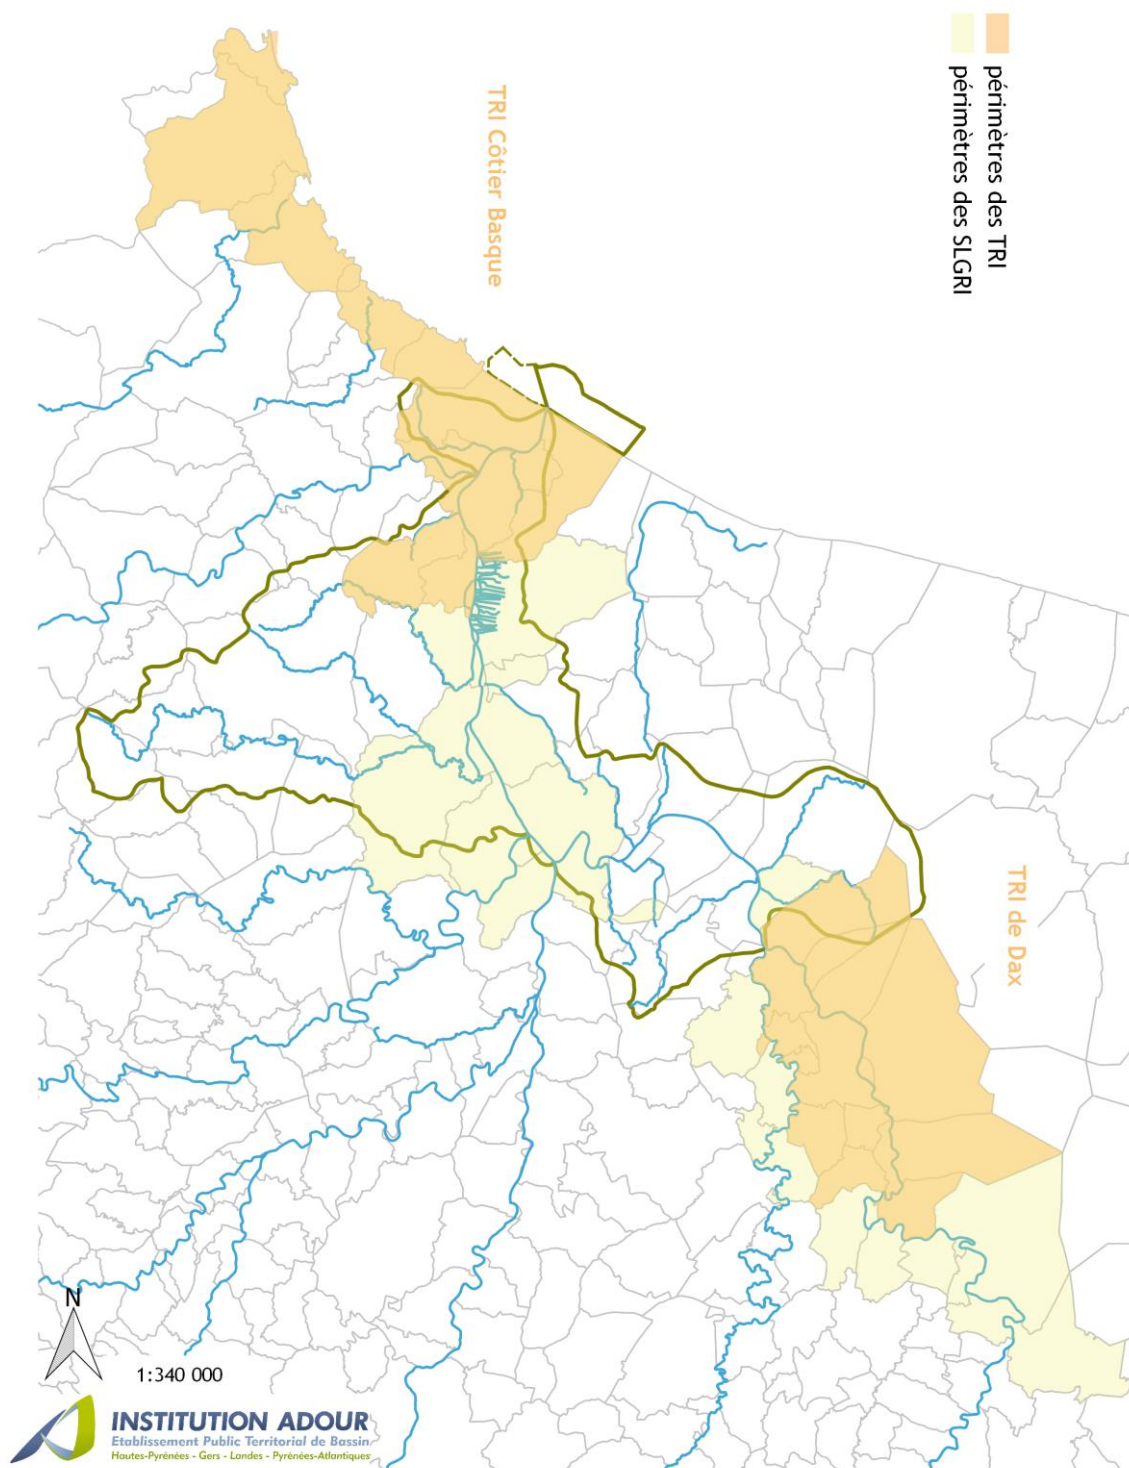 périmètres des TRI
périmètres des SLGRI
TRI Côtier Basque
TRI de Dax
N
1:340 000
INSTITUTION ADOUR
Etablissement Public Territorial de Bassin
Hautes-Pyrénées - Gers - Landes - Pyrénées-Atlantiques